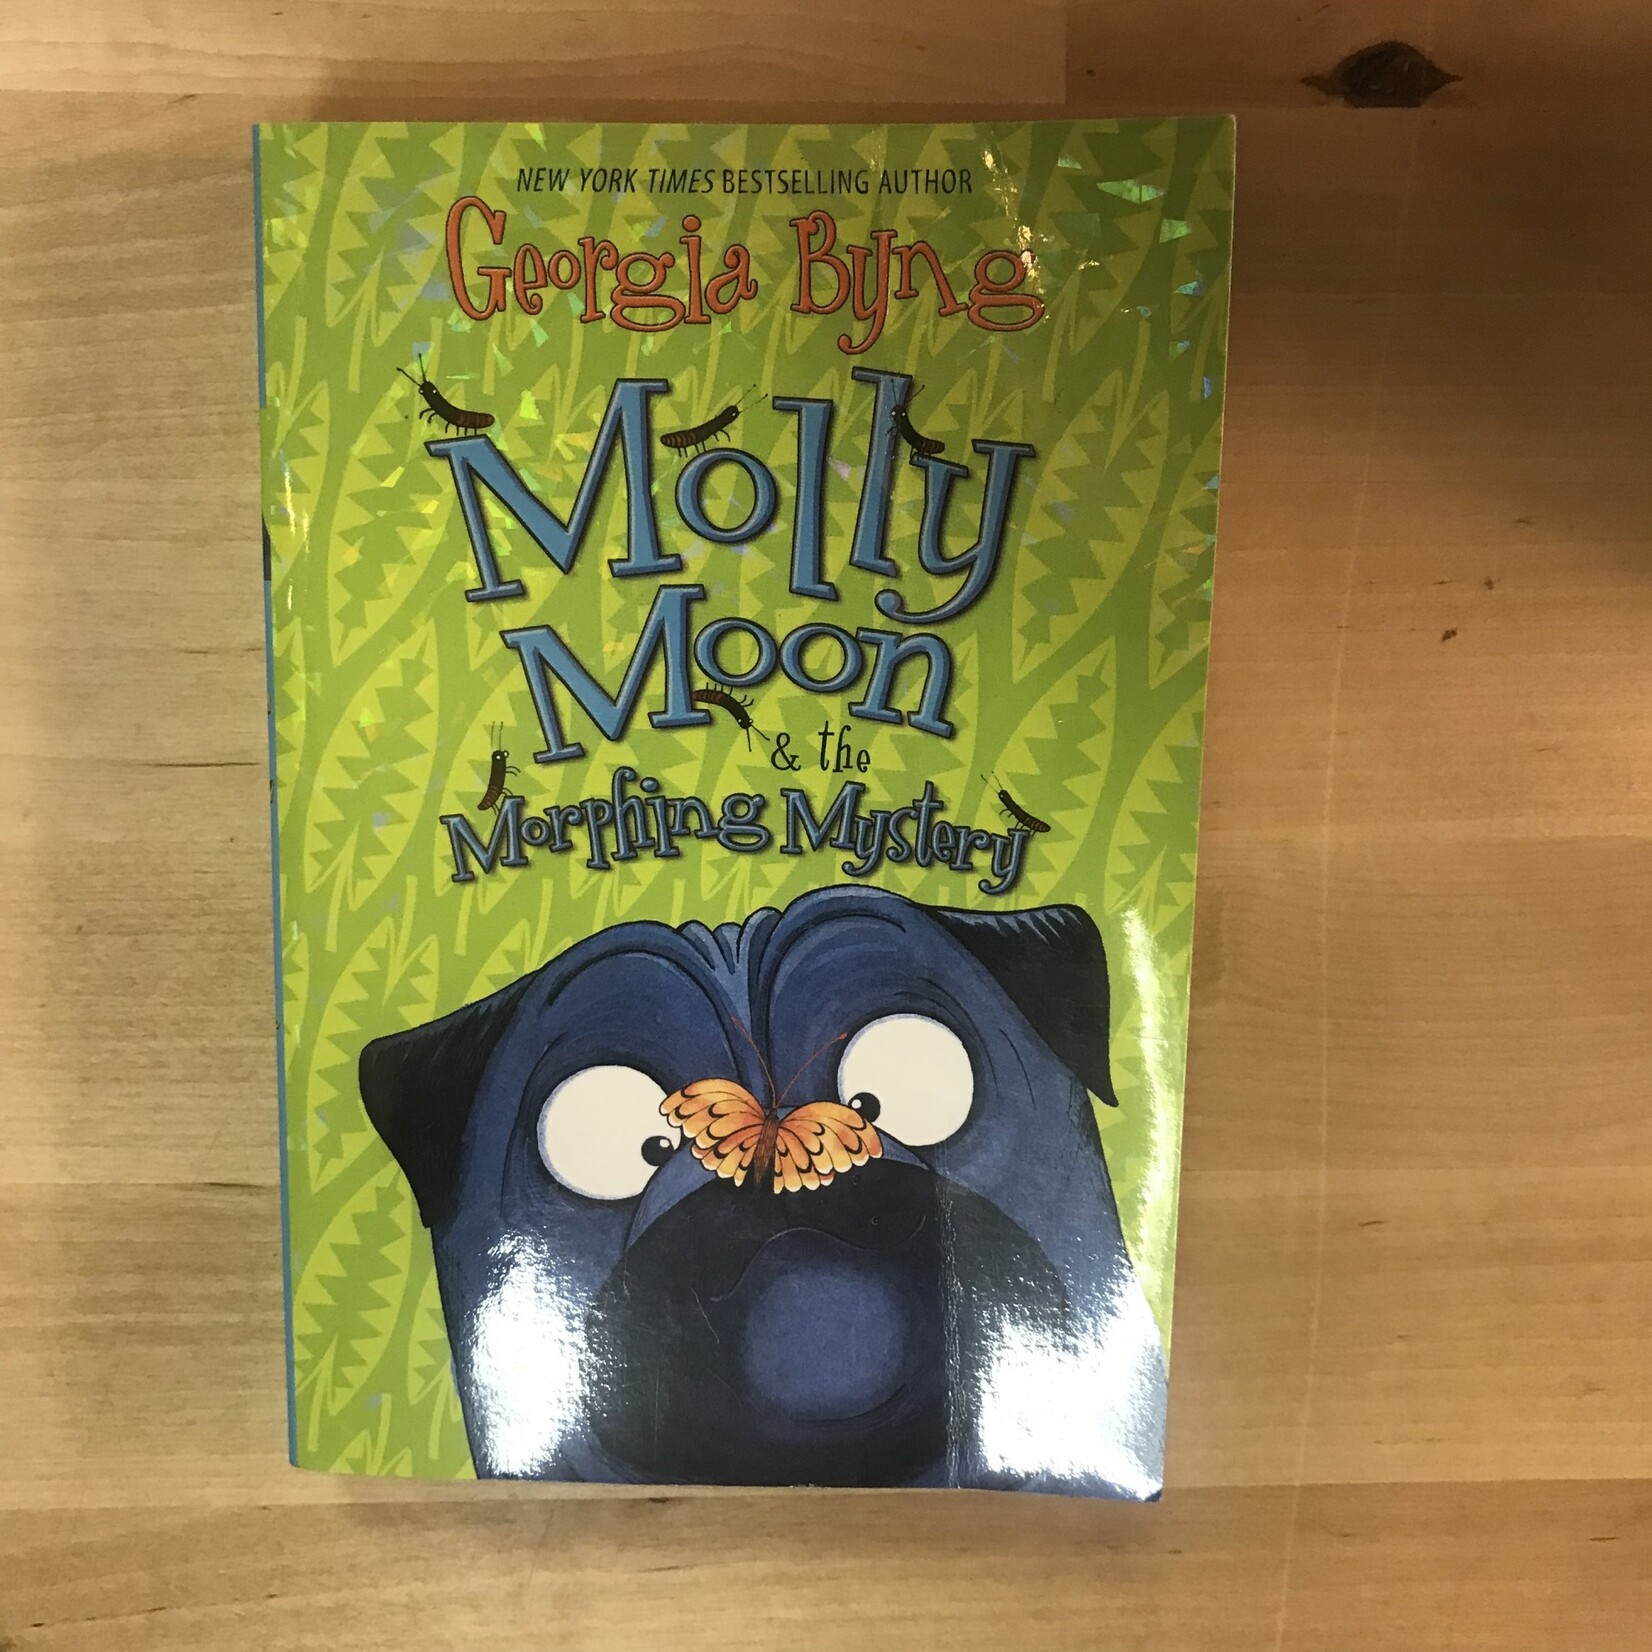 NEW YORK TIMES BESTSELLING AUTHOR
Georgia Byng
Molly
Moon
& the
Morphing Mystery